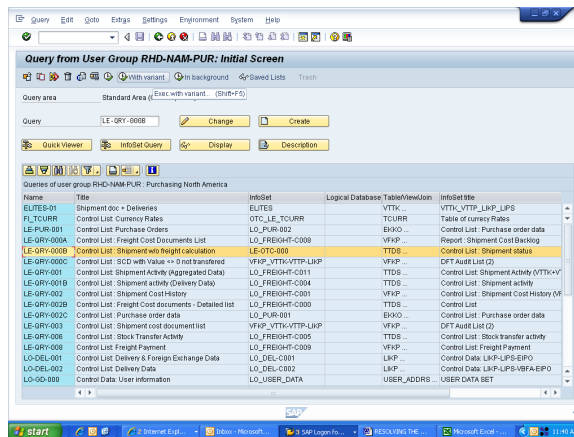 Query Edit Goto Extras Settings Environment System Help
Query from User Group RHD-NAM-PUR: Initial Screen
With variant In background Saved Lists Trash
Query area Standard Area (
Exec.with variant... (Shift+F5)
Query LE-QRY-000B Change Create
Quick Viewer InfoSet Query Display Description
Queries of user group RHD-NAM-PUR : Purchasing North America
Name Title InfoSet Logical Database Table/View/Join InfoSet title
ELITES-01 Shipment doc + Deliveries ELITES VTTK ... VTTK_VTTP_LIKP_LIPS
FI_TCURR Control List: Currency Rates OTC_LE_TCURR TCURR Table of currecy Rates
LE-PUR-001 Control List: Purchase Orders LO_PUR-002 EKKO ... Control List : Purchase order data
LE-QRY-000A Control List : Freight Cost Documents List LO_FREIGHT-C008 VFKP ... Report : Shipment Cost Backlog
LE-QRY-000B Control List : Shipment w/o freight calculation LE-OTC-000 TTDS ... Control List : Shipment status
LE-QRY-000C Control List : SCD with Value <> 0 not transfered VFKP_VTTK-VTTP-LIKP VFKP ... DFT Audit List (2)
LE-QRY-001 Control List: Shipment Activity (Aggregated Data) LO_FREIGHT-C011 VFKP ... Control List: Shipment Activity (VTTK+V
LE-QRY-001B Control List : Shipment activity (Delivery Data) LO_FREIGHT-C004 TTDS ... Control List : Shipment activity
LE-QRY-002 Control List : Shipment Cost History LO_FREIGHT-C001 VFKP ... Control List : Shipment Cost History (VF
LE-QRY-002B Control List : Freight Cost documents - Detailed list LO_FREIGHT-C000 TTDS ... Control List
LE-QRY-002C Control List : Purchase order data LO_PUR-001 EKKO ... Control List : Purchase order data
LE-QRY-003 Control List : Shipment cost document list VFKP_VTTK-VTTP-LIKP VFKP ... DFT Audit List (2)
LE-QRY-006 Control List : Stock Transfer Activity LO_FREIGHT-C005 TTDS ... Control List : Stock transfer activity
LE-QRY-008 Control List: Freight Payment LO_FREIGHT-C009 VFKP ... Control List: Freight Payment
LO-DEL-001 Control List: Delivery & Foreign Exchange Data LO_DEL-C001 LIKP ... Control Data: LIKP-LIPS-EIPO
LO-DEL-002 Control List: Delivery Data LO_DEL-C002 LIKP ... Control Data: LIKP-LIPS-VBFA-EIPO
LO-GD-000 Control Data: User information LO_USER_DATA USER_ADDRS ... USER DATA SET
SAP
start 2 Internet Expl... Inbox - Microsoft... 3 SAP Logon fo... RESOLVING THE ... Microsoft Excel - ... 11:40 A